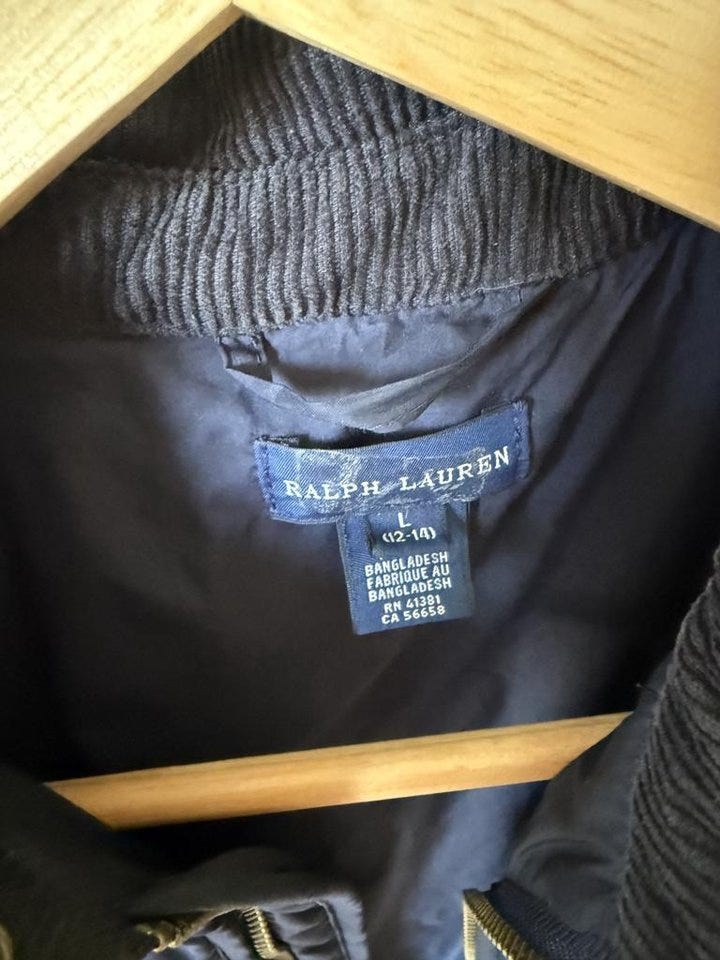 RALPH LAUREN
L
(12-14)
BANGLADESH
FABRIQUE AU
BANGLADESH
RN 41381
CA 56658